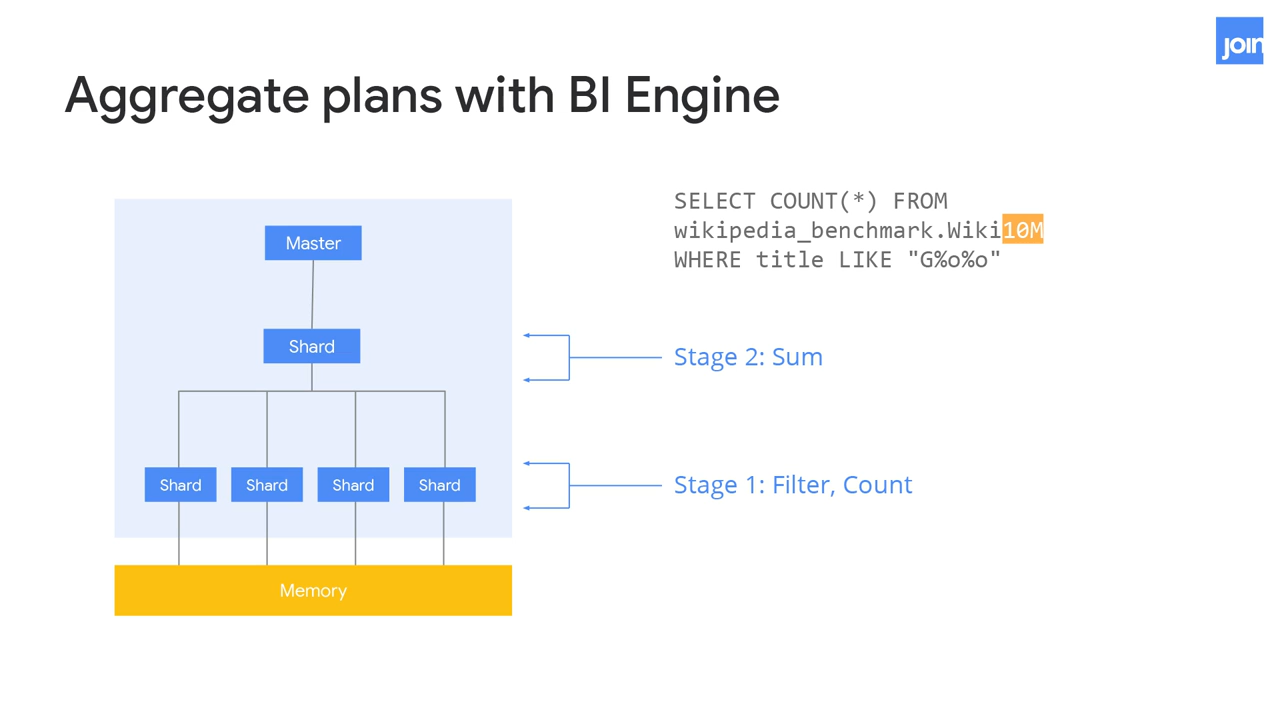 join
Aggregate plans with BI Engine
SELECT COUNT(*) FROM
wikipedia_benchmark.Wiki10M
WHERE title LIKE "G%o%o"
Master
Shard
Stage 2: Sum
Shard Shard Shard Shard
Stage 1: Filter, Count
Memory